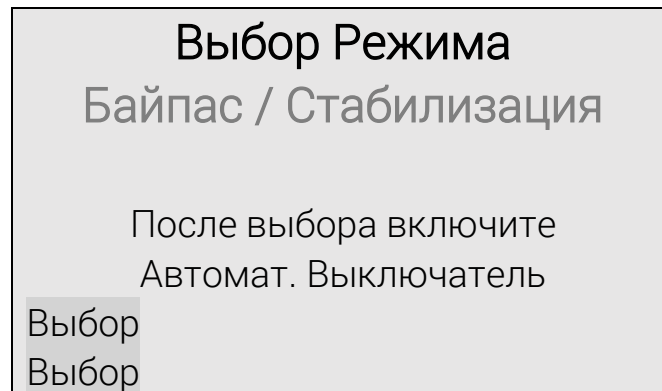 Выбор Режима
Байпас / Стабилизация
После выбора включите
Автомат. Выключатель
Выбор
Выбор